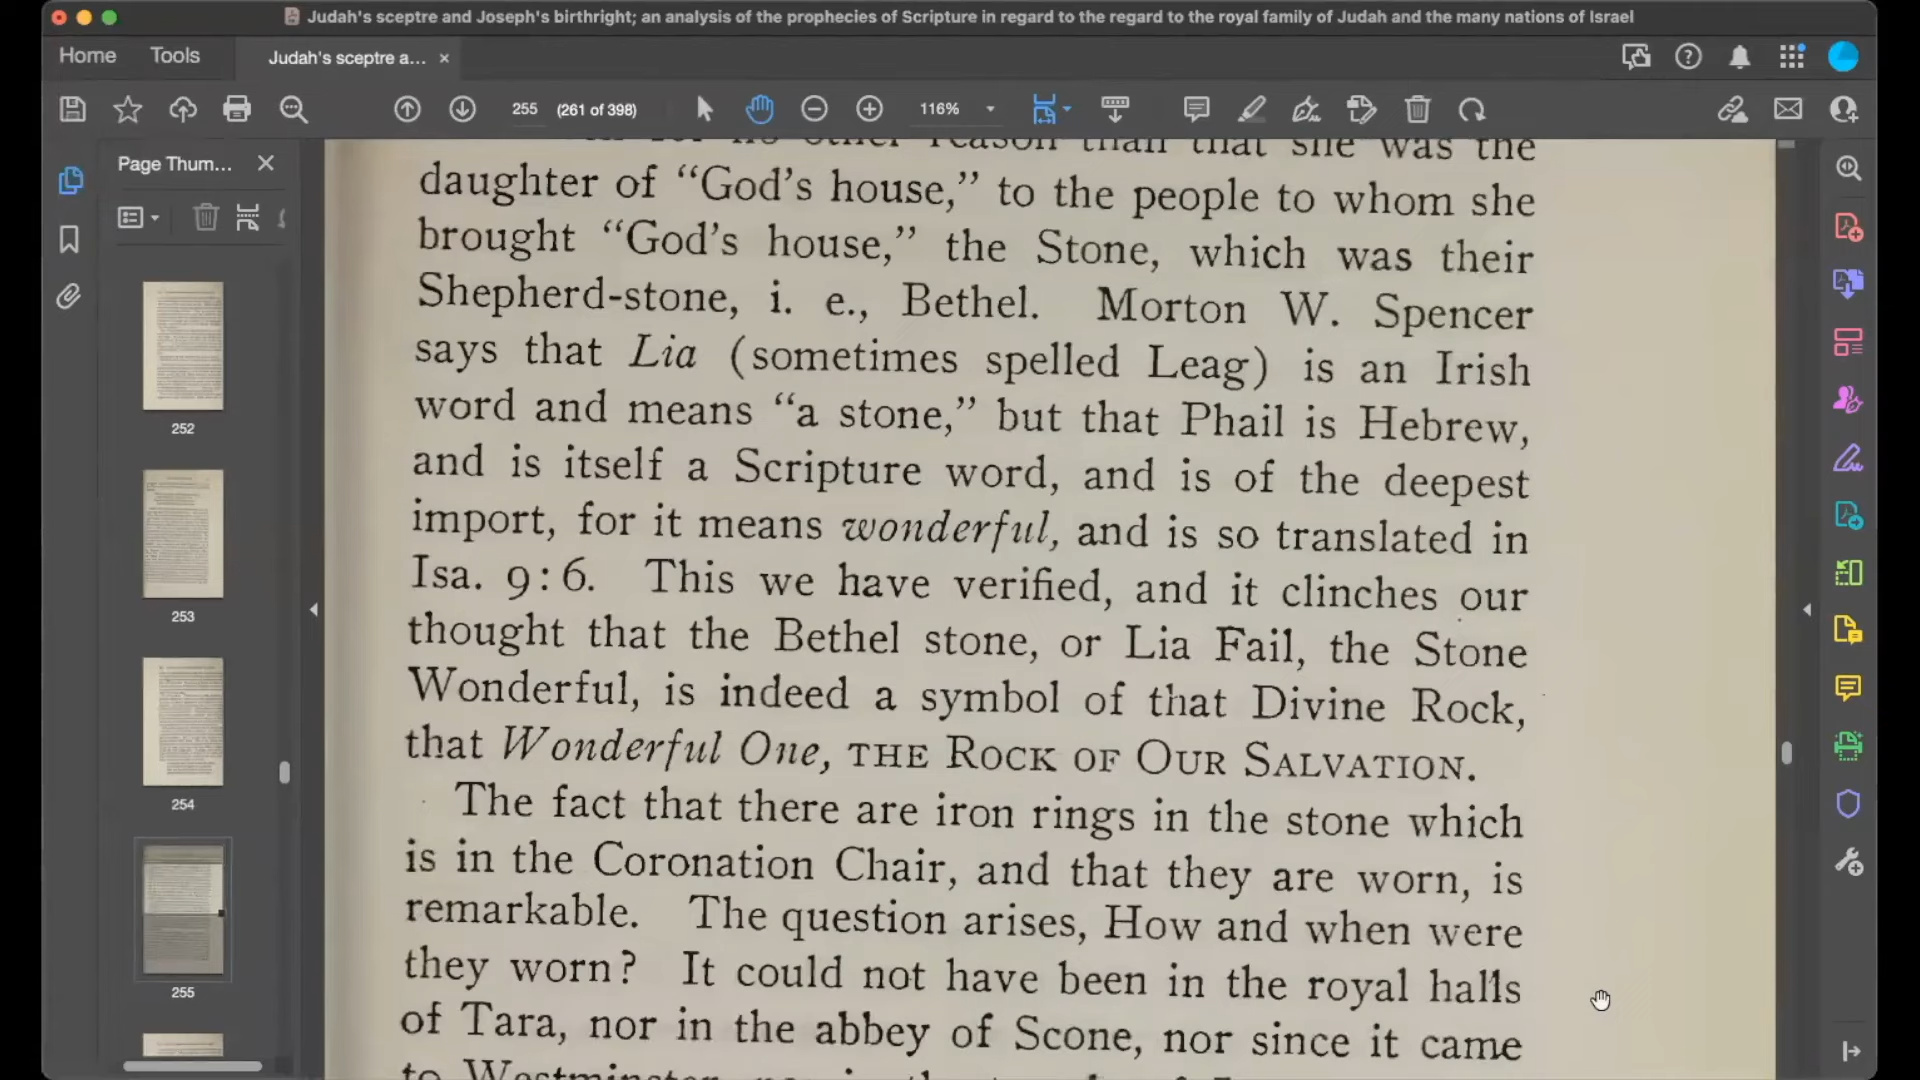 Judah's sceptre and Joseph's birthright; an analysis of the prophecies of Scripture in regard to the regard to the royal family of Judah and the many nations of Israel
Home Tools Judah's sceptre a...
255 (261 of 398) 116%
Page Thum...
252
253
254
255
other reason than that she was the
daughter of “God's house,” to the people to whom she
brought “God's house,” the Stone, which was their
Shepherd-stone, i. e., Bethel. Morton W. Spencer
says that Lia (sometimes spelled Leag) is an Irish
word and means “a stone,” but that Phail is Hebrew,
and is itself a Scripture word, and is of the deepest
import, for it means wonderful, and is so translated in
Isa. 9:6. This we have verified, and it clinches our
thought that the Bethel stone, or Lia Fail, the Stone
Wonderful, is indeed a symbol of that Divine Rock,
that Wonderful One, THE ROCK OF OUR SALVATION.
The fact that there are iron rings in the stone which
is in the Coronation Chair, and that they are worn, is
remarkable. The question arises, How and when were
they worn? It could not have been in the royal halls
of Tara, nor in the abbey of Scone, nor since it came
to Westminster,